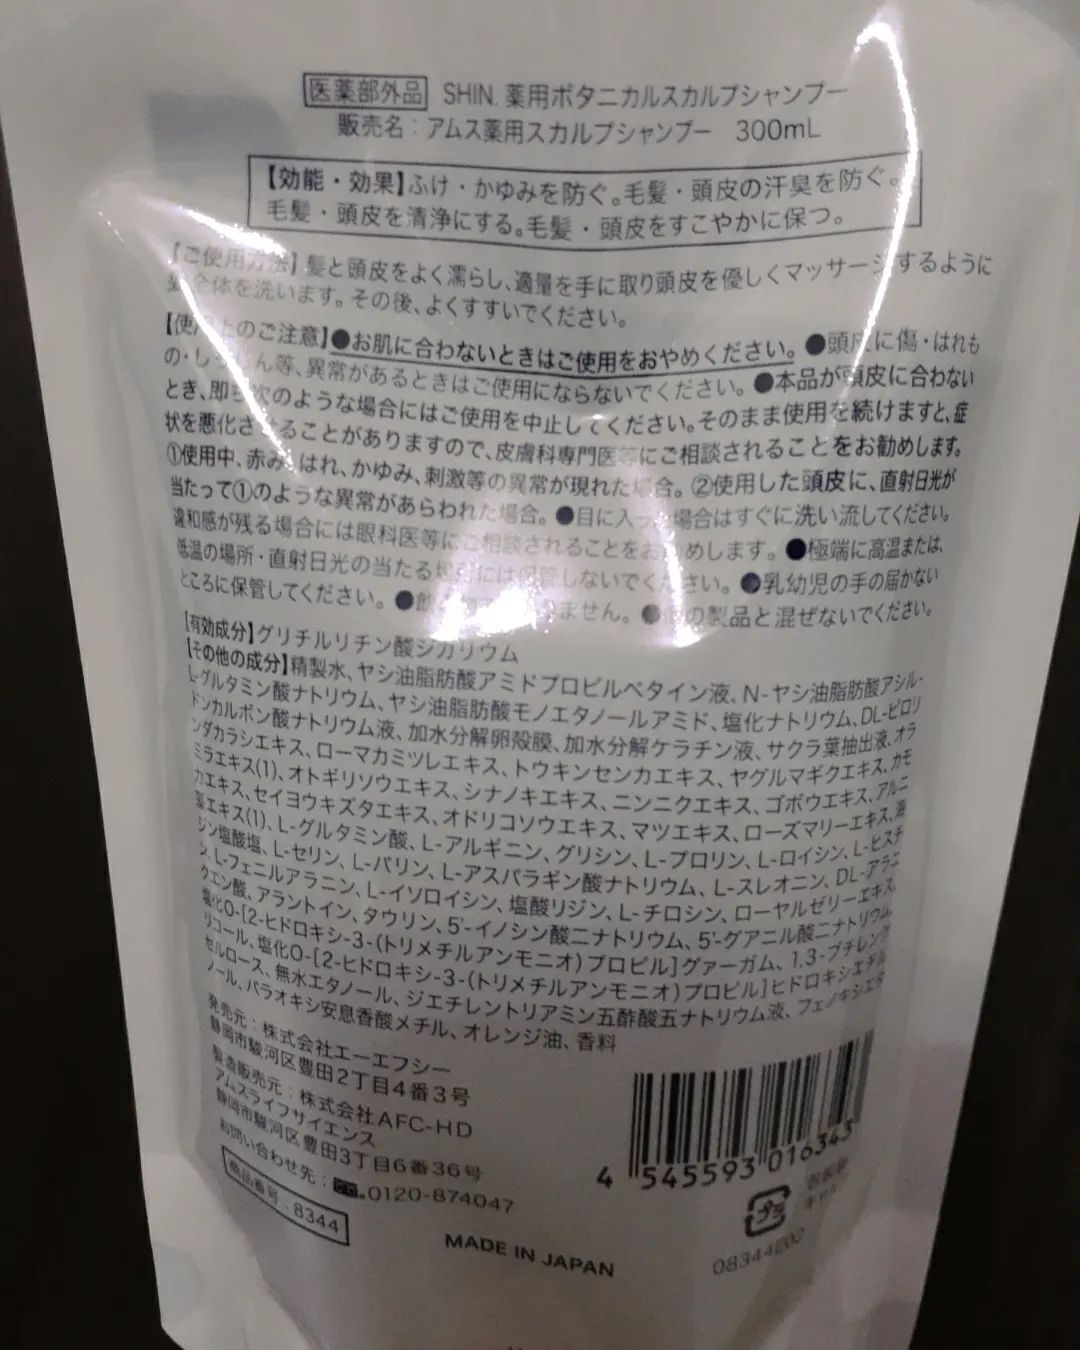 医薬部外品 SHIN. 薬用ボタニカルスカルプシャンプー
販売名：アムス薬用スカルプシャンプー 300mL
【効能・効果】ふけ・かゆみを防ぐ。毛髪・頭皮の汗臭を防ぐ。
毛髪・頭皮を清浄にする。毛髪・頭皮をすこやかに保つ。
【ご使用方法】髪と頭皮をよく濡らし、適量を手に取り頭皮を優しくマッサージするように
全体を洗います。その後、よくすすいでください。
【使用上のご注意】●お肌に合わないときはご使用をおやめください。●頭皮に傷・はれも
の・しっしん等、異常があるときはご使用にならないでください。●本品が頭皮に合わない
とき、即ち次のような場合にはご使用を中止してください。そのまま使用を続けますと、症
状を悪化させることがありますので、皮膚科専門医等にご相談されることをお勧めします。
①使用中、赤み、はれ、かゆみ、刺激等の異常が現れた場合。②使用した頭皮に、直射日光が
当たって①のような異常があらわれた場合。●目に入った場合はすぐに洗い流してください。
違和感が残る場合には眼科医等にご相談されることをお勧めします。●極端に高温または、
低温の場所・直射日光の当たる場所には保管しないでください。●乳幼児の手の届かない
ところに保管してください。●飲み物ではありません。●他の製品と混ぜないでください。
【有効成分】グリチルリチン酸ジカリウム
【その他の成分】精製水、ヤシ油脂肪酸アミドプロピルベタイン液、N-ヤシ油脂肪酸アシル-
L-グルタミン酸ナトリウム、ヤシ油脂肪酸モノエタノールアミド、塩化ナトリウム、DL-ピロリ
ドンカルボン酸ナトリウム液、加水分解卵殻膜、加水分解ケラチン液、サクラ葉抽出液、オラ
ンダカラシエキス、ローマカミツレエキス、トウキンセンカエキス、ヤグルマギクエキス、カモ
ミラエキス(1)、オトギリソウエキス、シナノキエキス、ニンニクエキス、ゴボウエキス、アルニ
カエキス、セイヨウキズタエキス、オドリコソウエキス、マツエキス、ローズマリーエキス、海
藻エキス(1)、L-グルタミン酸、L-アルギニン、グリシン、L-プロリン、L-ロイシン、L-ヒスチ
ジン塩酸塩、L-セリン、L-バリン、L-アスパラギン酸ナトリウム、L-スレオニン、DL-アラニ
ン、L-フェニルアラニン、L-イソロイシン、塩酸リジン、L-チロシン、ローヤルゼリーエキス、
クエン酸、アラントイン、タウリン、5'-イノシン酸二ナトリウム、5'-グアニル酸二ナトリウム、
塩化O-[2-ヒドロキシ-3-(トリメチルアンモニオ)プロピル]グァーガム、1,3-ブチレング
リコール、塩化O-[2-ヒドロキシ-3-(トリメチルアンモニオ)プロピル]ヒドロキシエチル
セルロース、無水エタノール、ジエチレントリアミン五酢酸五ナトリウム液、フェノキシエタ
ノール、パラオキシ安息香酸メチル、オレンジ油、香料
発売元：株式会社エーエフシー
静岡市駿河区豊田2丁目4番3号
製造販売元：株式会社AFC-HD
アムスライフサイエンス
静岡市駿河区豊田3丁目6番36号
お問い合わせ先：0120-874047
商品番号：8344
4 545593 016343
プラ
MADE IN JAPAN
08344E02